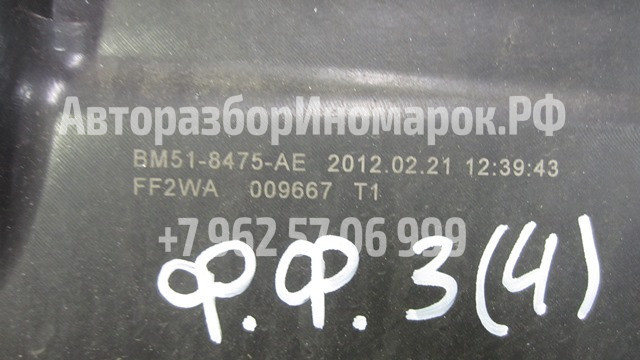 АвторазборИномарок.РФ
BM51-8475-AE 2012.02.21 12:39:43
FF2WA 009667 T1
+7 962 57 06 999
Ф.Ф.3(4)